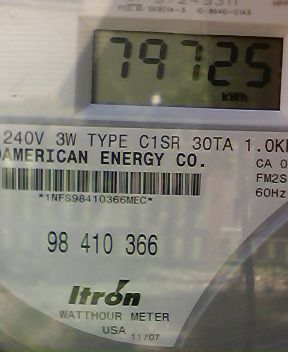 79725
kWh
240V 3W TYPE C1SR 30TA 1.0K
AMERICAN ENERGY CO.
CA 0
FM2S
60Hz
*1NFS98410366MEC*
98 410 366
Itron
WATTHOUR METER
USA 11/07